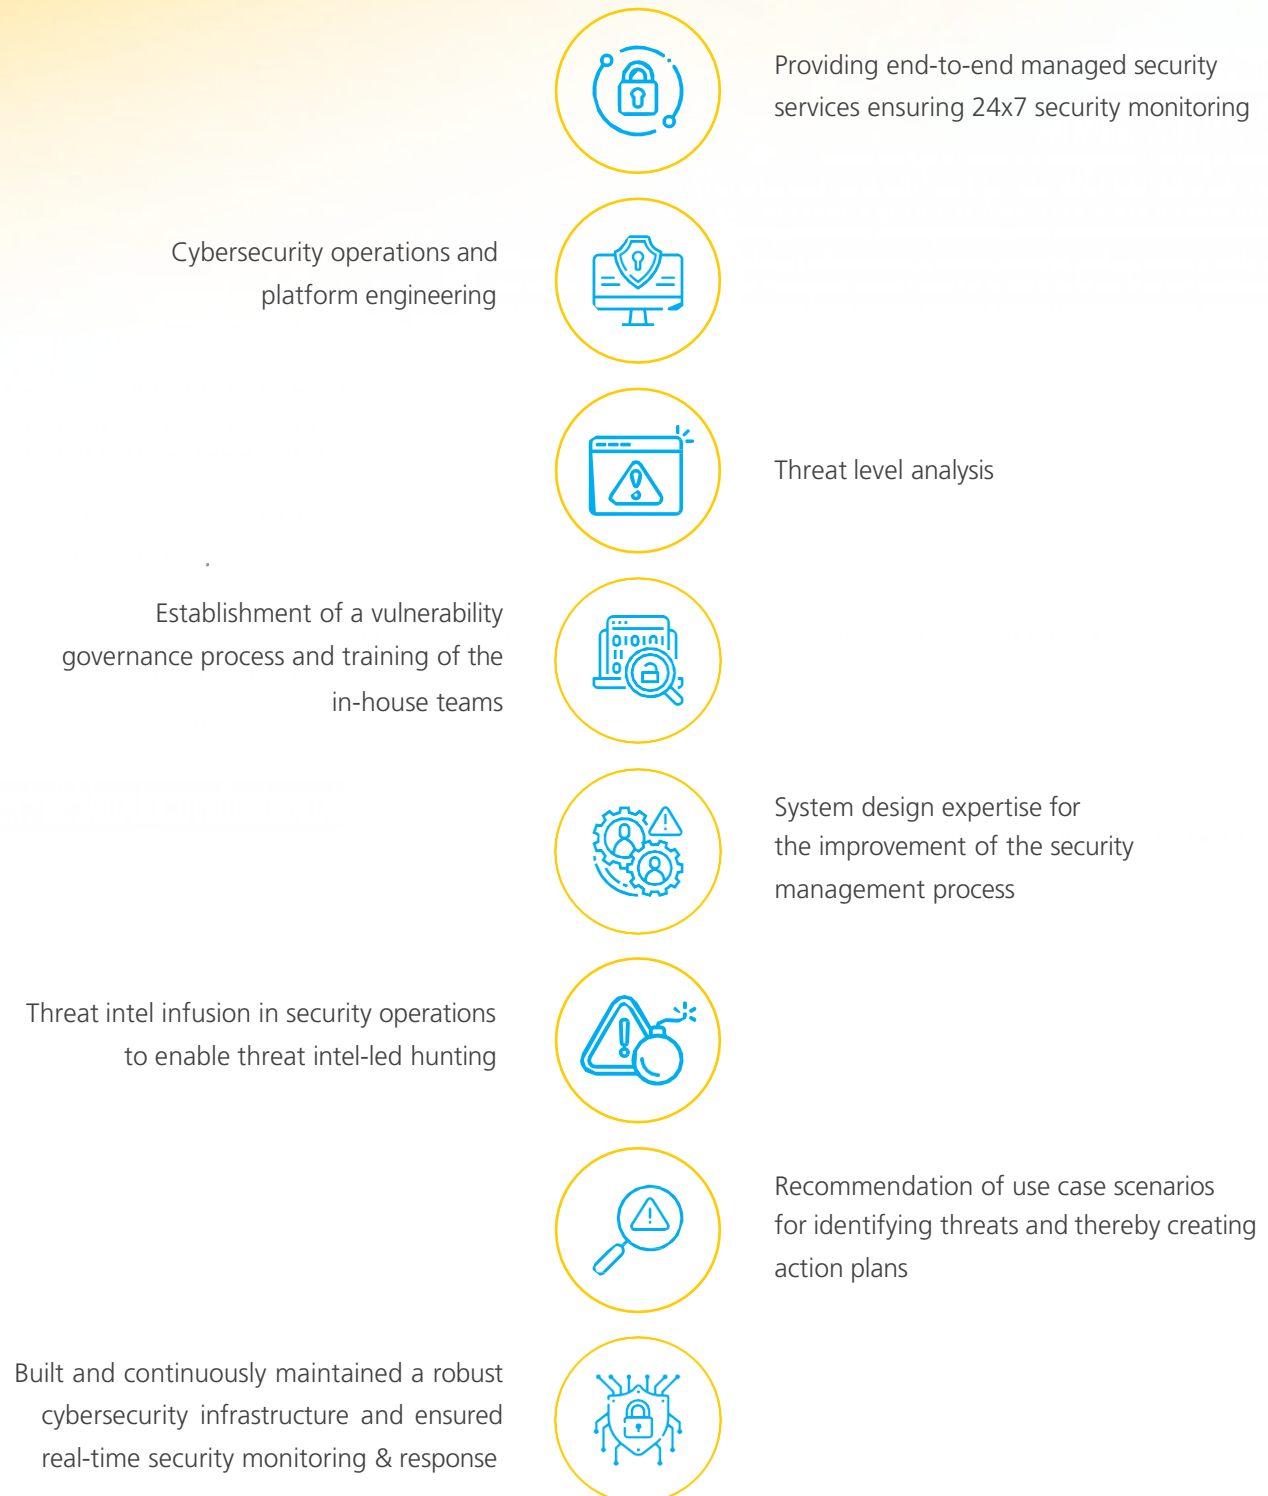 Providing end-to-end managed security
services ensuring 24x7 security monitoring
Cybersecurity operations and
platform engineering
Threat level analysis
Establishment of a vulnerability
governance process and training of the
in-house teams
System design expertise for
the improvement of the security
management process
Threat intel infusion in security operations
to enable threat intel-led hunting
Recommendation of use case scenarios
for identifying threats and thereby creating
action plans
Built and continuously maintained a robust
cybersecurity infrastructure and ensured
real-time security monitoring & response